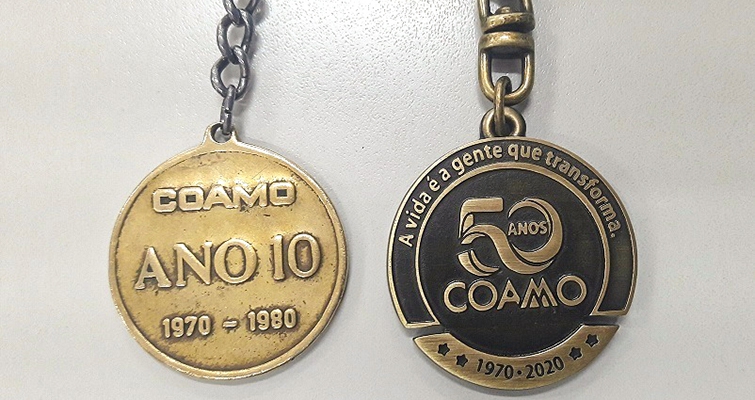 COAMO
ANO 10
1970 - 1980
A vida é a gente que transforma.
50
ANOS
COAMO
1970 • 2020